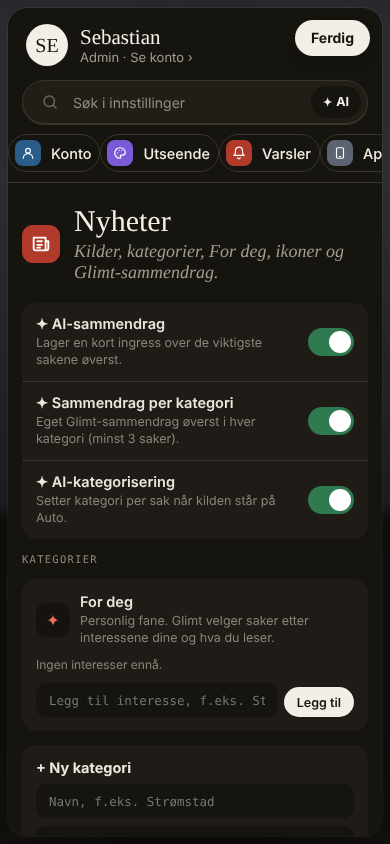 SE
Sebastian
Admin · Se konto ›
Ferdig
Søk i innstillinger
✦ AI
Konto
Utseende
Varsler
Ap
Nyheter
Kilder, kategorier, For deg, ikoner og
Glimt-sammendrag.
✦ AI-sammendrag
Lager en kort ingress over de viktigste
sakene øverst.
✦ Sammendrag per kategori
Eget Glimt-sammendrag øverst i hver
kategori (minst 3 saker).
✦ AI-kategorisering
Setter kategori per sak når kilden står på
Auto.
KATEGORIER
For deg
Personlig fane. Glimt velger saker etter
interessene dine og hva du leser.
Ingen interesser ennå.
Legg til interesse, f.eks. St
Legg til
+ Ny kategori
Navn, f.eks. Strømstad